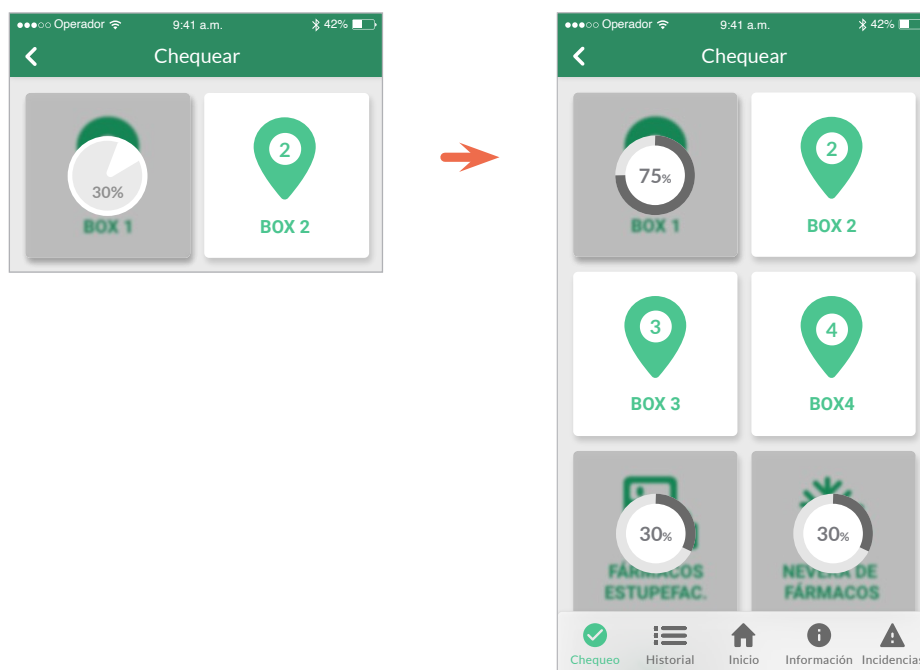 Operador 9:41 a.m. 42%
Chequear
30%
BOX 1
2
BOX 2
Operador 9:41 a.m. 42%
Chequear
75%
BOX 1
2
BOX 2
3
BOX 3
4
BOX4
30%
FÁRMACOS
ESTUPEFAC.
30%
NEVERA DE
FÁRMACOS
Chequeo Historial Inicio Información Incidencias